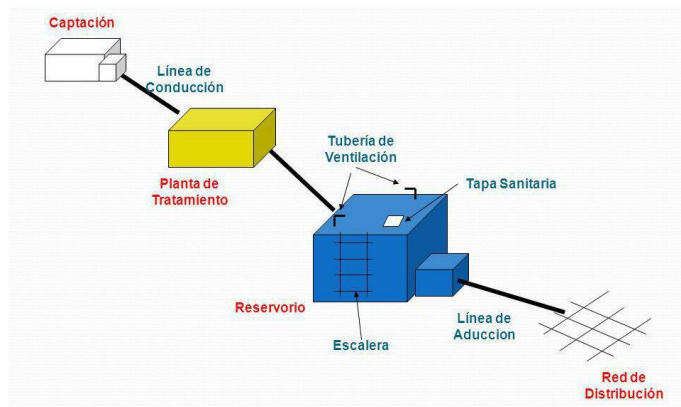 Captación
Línea de
Conducción
Tubería de
Ventilación
Tapa Sanitaria
Planta de
Tratamiento
Reservorio
Escalera
Línea de
Aduccion
Red de
Distribución